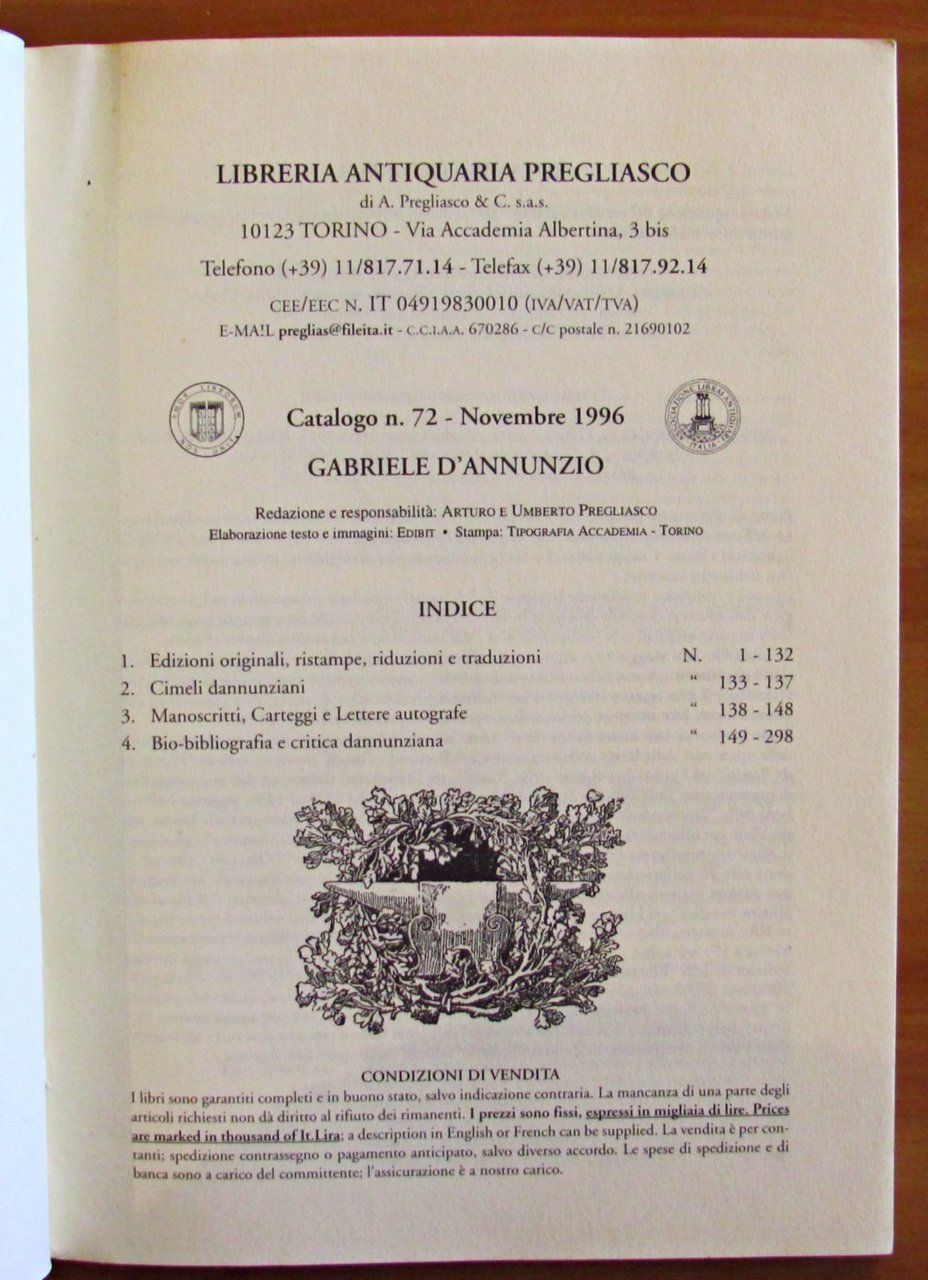 LIBRERIA ANTIQUARIA PREGLIASCO
di A. Pregliasco & C. s.a.s.
10123 TORINO - Via Accademia Albertina, 3 bis
Telefono (+39) 11/817.71.14 - Telefax (+39) 11/817.92.14
CEE/EEC N. IT 04919830010 (IVA/VAT/TVA)
E-MA!L preglias@fileita.it - C.C.I.A.A. 670286 - C/C postale n. 21690102
NON AMOR LIBRORUM
ASSOCIAZIONE LIBRAI ANTIQUARI ITALIA
Catalogo n. 72 - Novembre 1996
GABRIELE D'ANNUNZIO
Redazione e responsabilità: ARTURO E UMBERTO PREGLIASCO
Elaborazione testo e immagini: EDIBIT • Stampa: TIPOGRAFIA ACCADEMIA - TORINO
INDICE
1. Edizioni originali, ristampe, riduzioni e traduzioni N. 1 - 132
2. Cimeli dannunziani “ 133 - 137
3. Manoscritti, Carteggi e Lettere autografe “ 138 - 148
4. Bio-bibliografia e critica dannunziana “ 149 - 298
CONDIZIONI DI VENDITA
I libri sono garantiti completi e in buono stato, salvo indicazione contraria. La mancanza di una parte degli
articoli richiesti non dà diritto al rifiuto dei rimanenti. I prezzi sono fissi, espressi in migliaia di lire. Prices
are marked in thousand of It.Lira; a description in English or French can be supplied. La vendita è per con-
tanti; spedizione contrassegno o pagamento anticipato, salvo diverso accordo. Le spese di spedizione e di
banca sono a carico del committente; l'assicurazione è a nostro carico.